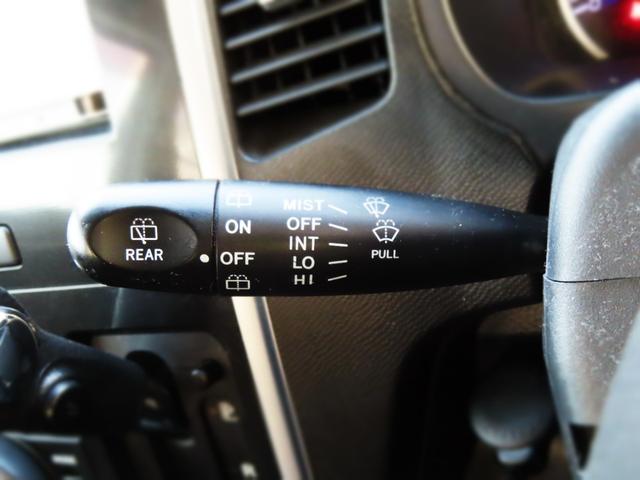 REAR
ON
OFF
MIST
OFF
INT
LO
HI
PULL